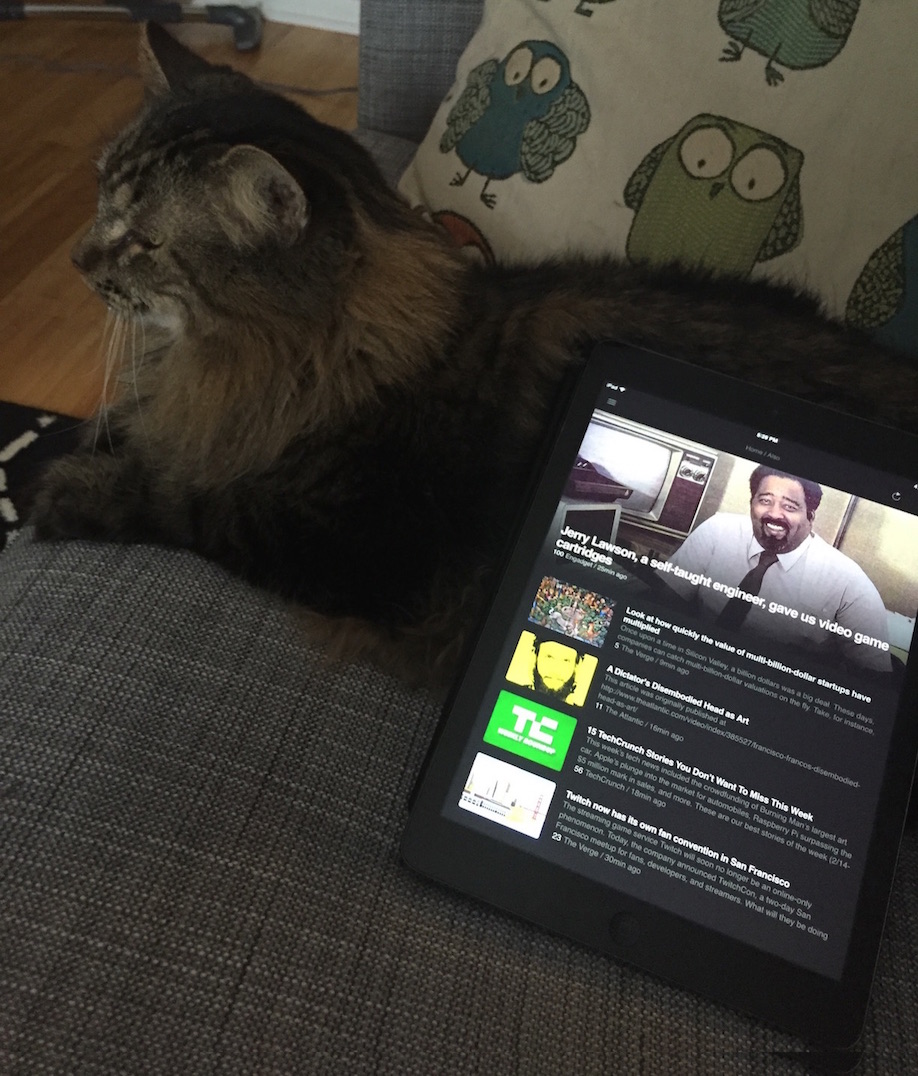 iPad
6:39 PM
Home / Alex
Jerry Lawson, a self-taught engineer, gave us video game
cartridges
100 Engadget / 25min ago
Look at how quickly the value of multi-billion-dollar startups have
multiplied
Once upon a time in Silicon Valley, a billion dollars was a big deal. These days,
companies can catch multi-billion-dollar valuations on the fly. Take, for instance,
5 The Verge / 9min ago
A Dictator's Disembodied Head as Art
This article was originally published at
http://www.theatlantic.com/video/index/385527/francisco-francos-disembodied-
head-as-art/
11 The Atlantic / 16min ago
TC
15 TechCrunch Stories You Don't Want To Miss This Week
This week's tech news included the crowdfunding of Burning Man's largest art
car, Apple's plunge into the market for automobiles, Raspberry Pi surpassing the
$5 million mark in sales, and more. These are our best stories of the week (2/14-
56 TechCrunch / 18min ago
Twitch now has its own fan convention in San Francisco
The streaming game service Twitch will soon no longer be an online-only
phenomenon. Today, the company announced TwitchCon, a two-day San
Francisco meetup for fans, developers, and streamers. What will they be doing
23 The Verge / 30min ago